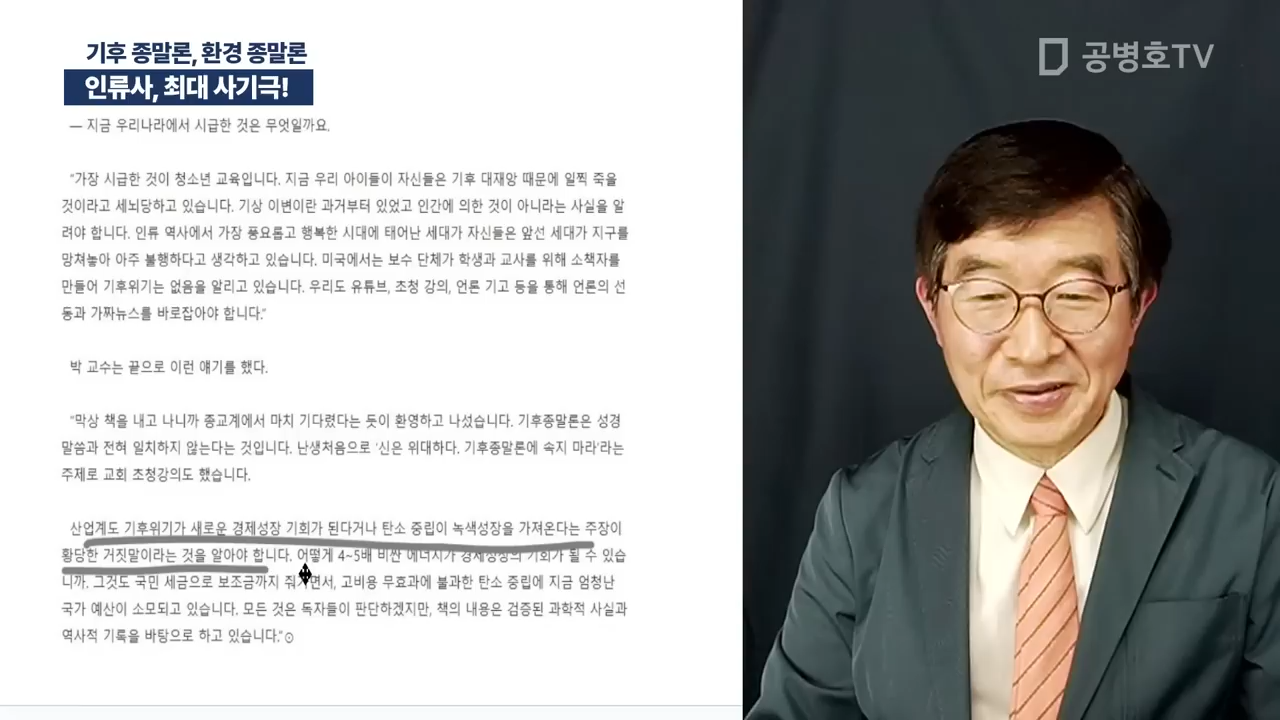 기후 종말론, 환경 종말론
인류사, 최대 사기극!
공병호TV
— 지금 우리나라에서 시급한 것은 무엇일까요.
"가장 시급한 것이 청소년 교육입니다. 지금 우리 아이들이 자신들은 기후 대재앙 때문에 일찍 죽을
것이라고 세뇌당하고 있습니다. 기상 이변이란 과거부터 있었고 인간에 의한 것이 아니라는 사실을 알
려야 합니다. 인류 역사에서 가장 풍요롭고 행복한 시대에 태어난 세대가 자신들은 앞선 세대가 지구를
망쳐놓아 아주 불행하다고 생각하고 있습니다. 미국에서는 보수 단체가 학생과 교사를 위해 소책자를
만들어 기후위기는 없음을 알리고 있습니다. 우리도 유튜브, 초청 강의, 언론 기고 등을 통해 언론의 선
동과 가짜뉴스를 바로잡아야 합니다."
박 교수는 끝으로 이런 얘기를 했다.
"막상 책을 내고 나니까 종교계에서 마치 기다렸다는 듯이 환영하고 나섰습니다. 기후종말론은 성경
말씀과 전혀 일치하지 않는다는 것입니다. 난생처음으로 '신은 위대하다. 기후종말론에 속지 마라'라는
주제로 교회 초청강의도 했습니다.
산업계도 기후위기가 새로운 경제성장 기회가 된다거나 탄소 중립이 녹색성장을 가져온다는 주장이
황당한 거짓말이라는 것을 알아야 합니다. 어떻게 4~5배 비싼 에너지가 경제성장의 기회가 될 수 있습
니까. 그것도 국민 세금으로 보조금까지 줘가면서, 고비용 무효과에 불과한 탄소 중립에 지금 엄청난
국가 예산이 소모되고 있습니다. 모든 것은 독자들이 판단하겠지만, 책의 내용은 검증된 과학적 사실과
역사적 기록을 바탕으로 하고 있습니다."⊙